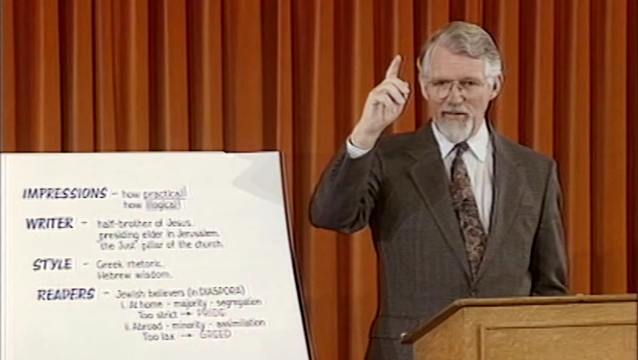 IMPRESSIONS - how practical!
how illogical!
WRITER - half-brother of Jesus,
presiding elder in Jerusalem,
"the Just" pillar of the church.
STYLE - Greek rhetoric,
Hebrew wisdom.
READERS - Jewish believers (in DIASPORA)
i. At home - majority - segregation
Too strict → PRIDE
ii. Abroad - minority - assimilation
Too lax → GREED